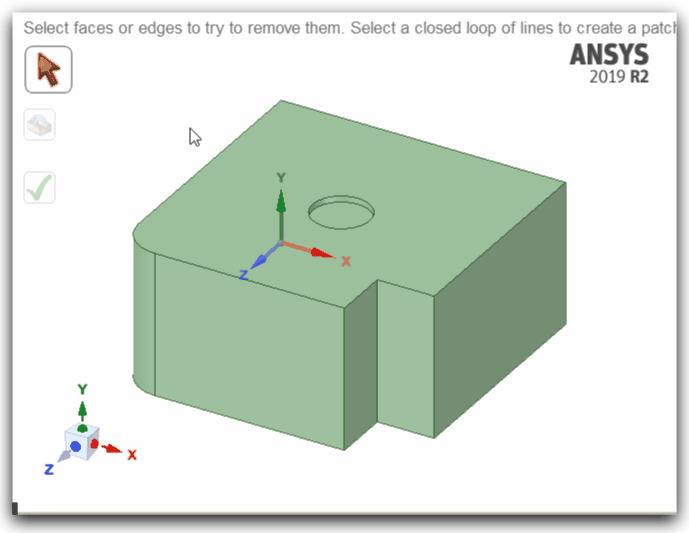 Select faces or edges to try to remove them. Select a closed loop of lines to create a patch
ANSYS
2019 R2
Y
X
Z
Y
X
Z